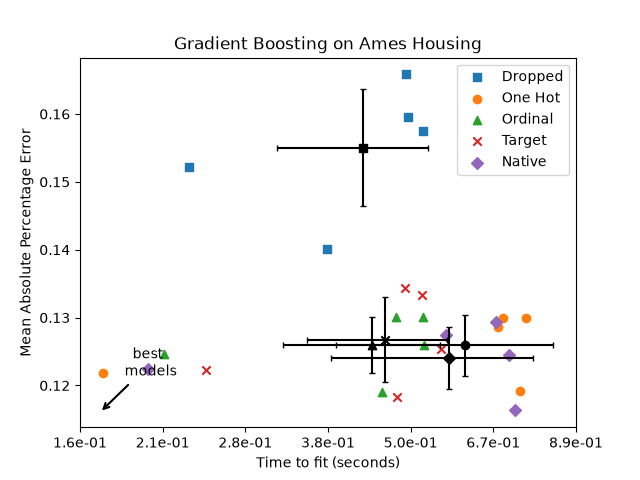 Gradient Boosting on Ames Housing
Mean Absolute Percentage Error
0.16
0.15
0.14
0.13
0.12
Dropped
One Hot
Ordinal
Target
Native
best
models
1.6e-01 2.1e-01 2.8e-01 3.8e-01 5.0e-01 6.7e-01 8.9e-01
Time to fit (seconds)